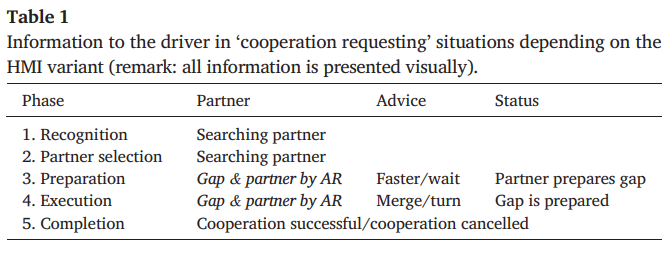 Table 1
Information to the driver in ‘cooperation requesting’ situations depending on the
HMI variant (remark: all information is presented visually).
Phase Partner Advice Status
1. Recognition Searching partner
2. Partner selection Searching partner
3. Preparation Gap & partner by AR Faster/wait Partner prepares gap
4. Execution Gap & partner by AR Merge/turn Gap is prepared
5. Completion Cooperation successful/cooperation cancelled